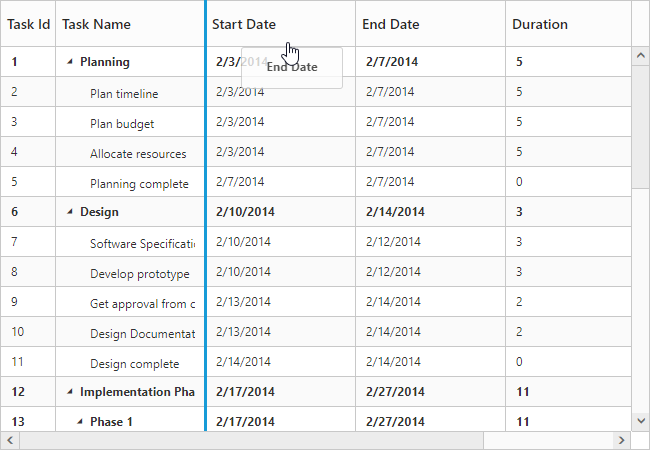 Task Id Task Name Start Date End Date Duration
1 Planning 2/3/2014 2/7/2014 5
End Date
2 Plan timeline 2/3/2014 2/7/2014 5
3 Plan budget 2/3/2014 2/7/2014 5
4 Allocate resources 2/3/2014 2/7/2014 5
5 Planning complete 2/7/2014 2/7/2014 0
6 Design 2/10/2014 2/14/2014 3
7 Software Specificati 2/10/2014 2/12/2014 3
8 Develop prototype 2/10/2014 2/12/2014 3
9 Get approval from c 2/13/2014 2/14/2014 2
10 Design Documentat 2/13/2014 2/14/2014 2
11 Design complete 2/14/2014 2/14/2014 0
12 Implementation Pha 2/17/2014 2/27/2014 11
13 Phase 1 2/17/2014 2/27/2014 11